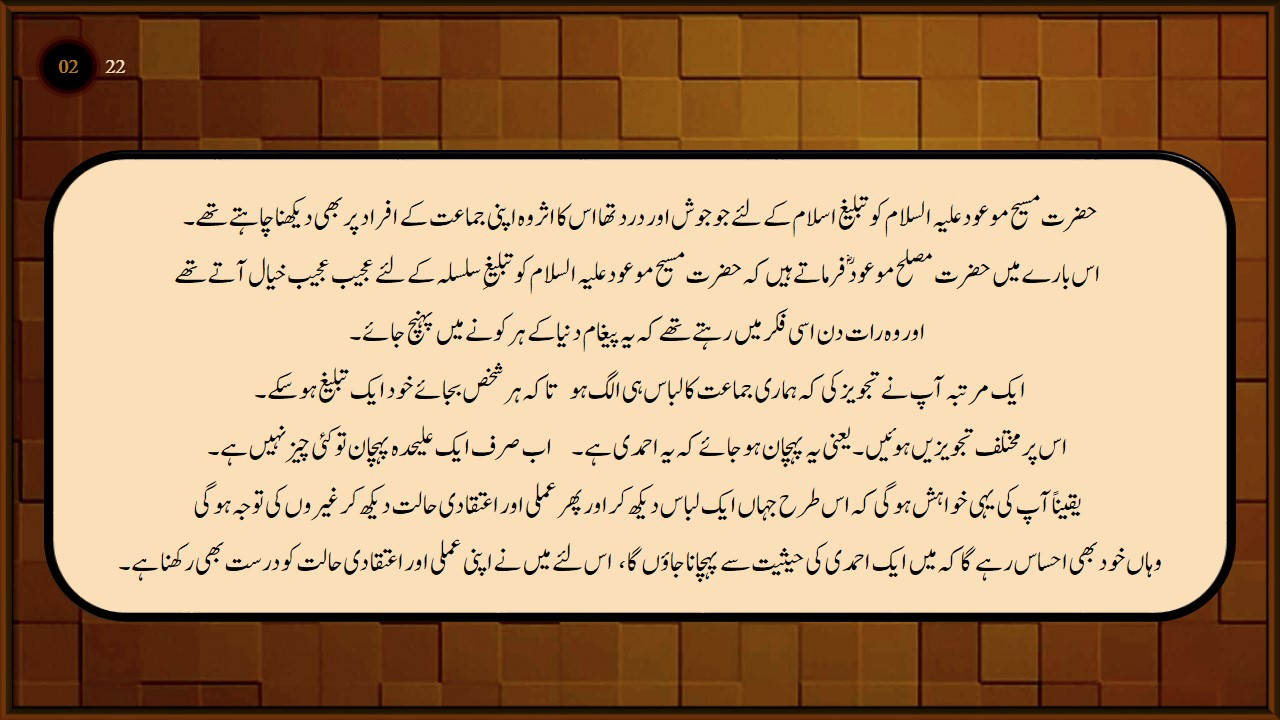 02 22
حضرت مسیح موعود علیہ السلام کو تبلیغ اسلام کے لئے جو جوش اور درد تھا اس کا اثر وہ اپنی جماعت کے افراد پر بھی دیکھنا چاہتے تھے۔
اس بارے میں حضرت مصلح موعودؓ فرماتے ہیں کہ حضرت مسیح موعود علیہ السلام کو تبلیغِ سلسلہ کے لئے عجیب عجیب خیال آتے تھے
اور وہ رات دن اسی فکر میں رہتے تھے کہ یہ پیغام دنیا کے ہر کونے میں پہنچ جائے۔
ایک مرتبہ آپ نے تجویز کی کہ ہماری جماعت کا لباس ہی الگ ہو تا کہ ہر شخص بجائے خود ایک تبلیغ ہو سکے۔
اس پر مختلف تجویزیں ہوئیں۔ یعنی یہ پہچان ہو جائے کہ یہ احمدی ہے۔ اب صرف ایک علیحدہ پہچان تو کئی چیز نہیں ہے۔
یقیناً آپ کی یہی خواہش ہو گی کہ اس طرح جہاں ایک لباس دیکھ کر اور پھر عملی اور اعتقادی حالت دیکھ کر غیروں کی توجہ ہو گی
وہاں خود بھی احساس رہے گا کہ میں ایک احمدی کی حیثیت سے پہچانا جاؤں گا، اس لئے میں نے اپنی عملی اور اعتقادی حالت کو درست بھی رکھنا ہے۔